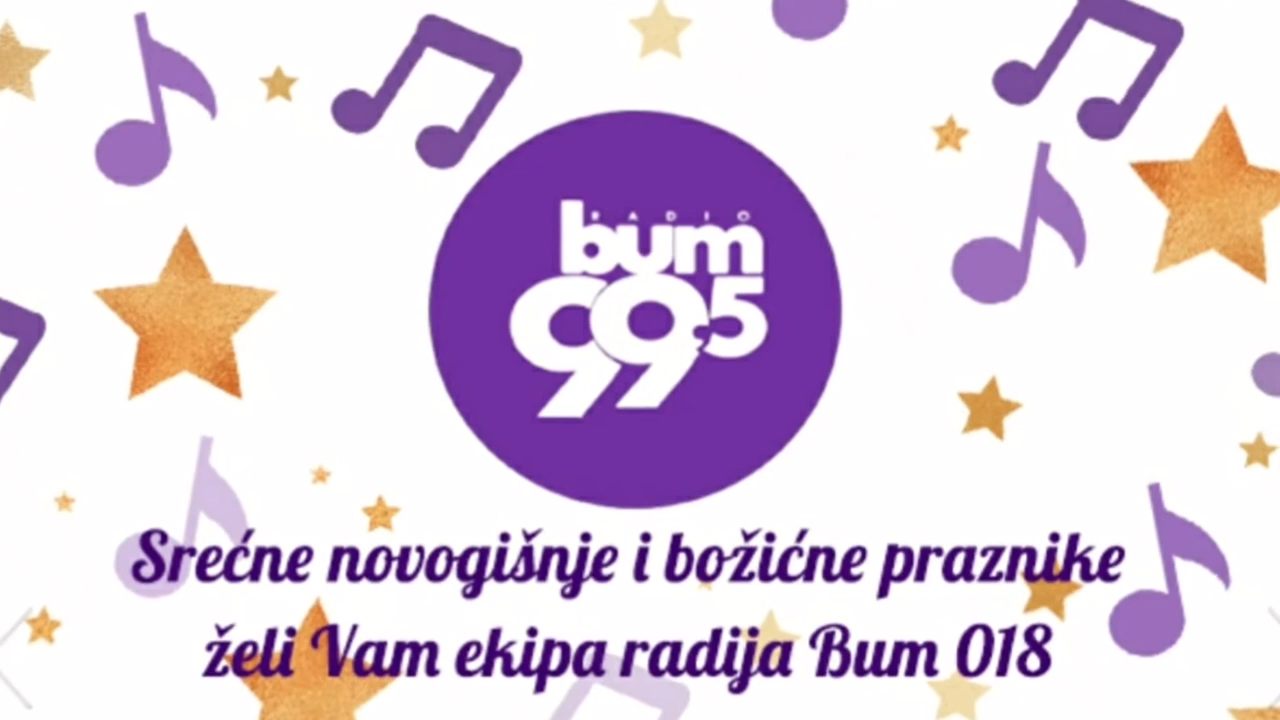 RADIO
bum
99.5
Srećne novogišnje i božićne praznike
želi Vam ekipa radija Bum 018